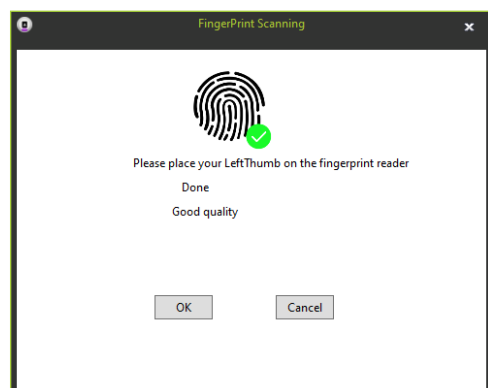 FingerPrint Scanning
Please place your LeftThumb on the fingerprint reader
Done
Good quality
OK
Cancel